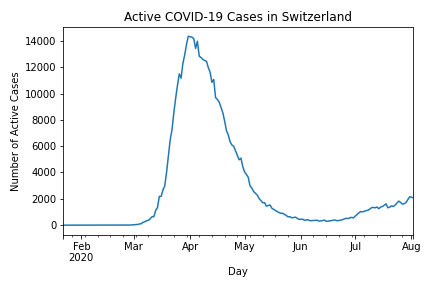 Active COVID-19 Cases in Switzerland
14000
12000
10000
8000
6000
4000
2000
0
Number of Active Cases
Feb Mar Apr May Jun Jul Aug
2020
Day